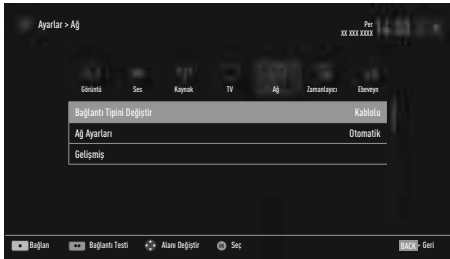 Ayarlar > Ağ
Per
XX XXX XXXX
Görüntü Ses Kaynak TV Ağ Zamanlayıcı Ebeveyn
Bağlantı Tipini Değiştir Kablolu
Ağ Ayarları Otomatik
Gelişmiş
Bağlan Bağlantı Testi Alanı Değiştir OK Seç BACK - Geri